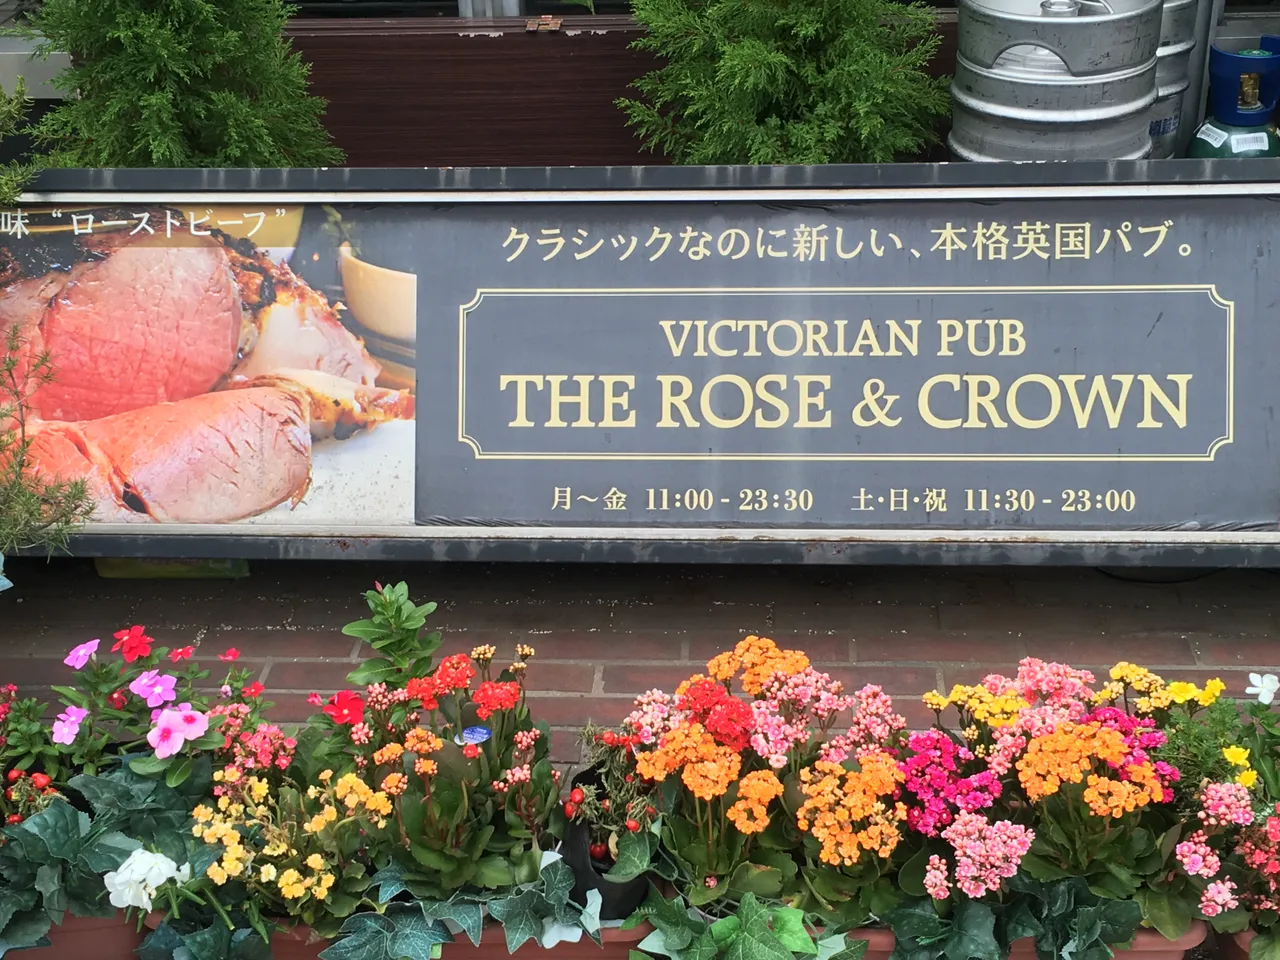 味 “ローストビーフ”
クラシックなのに新しい、本格英国パブ。
VICTORIAN PUB
THE ROSE & CROWN
月〜金 11:00 - 23:30 土・日・祝 11:30 - 23:00